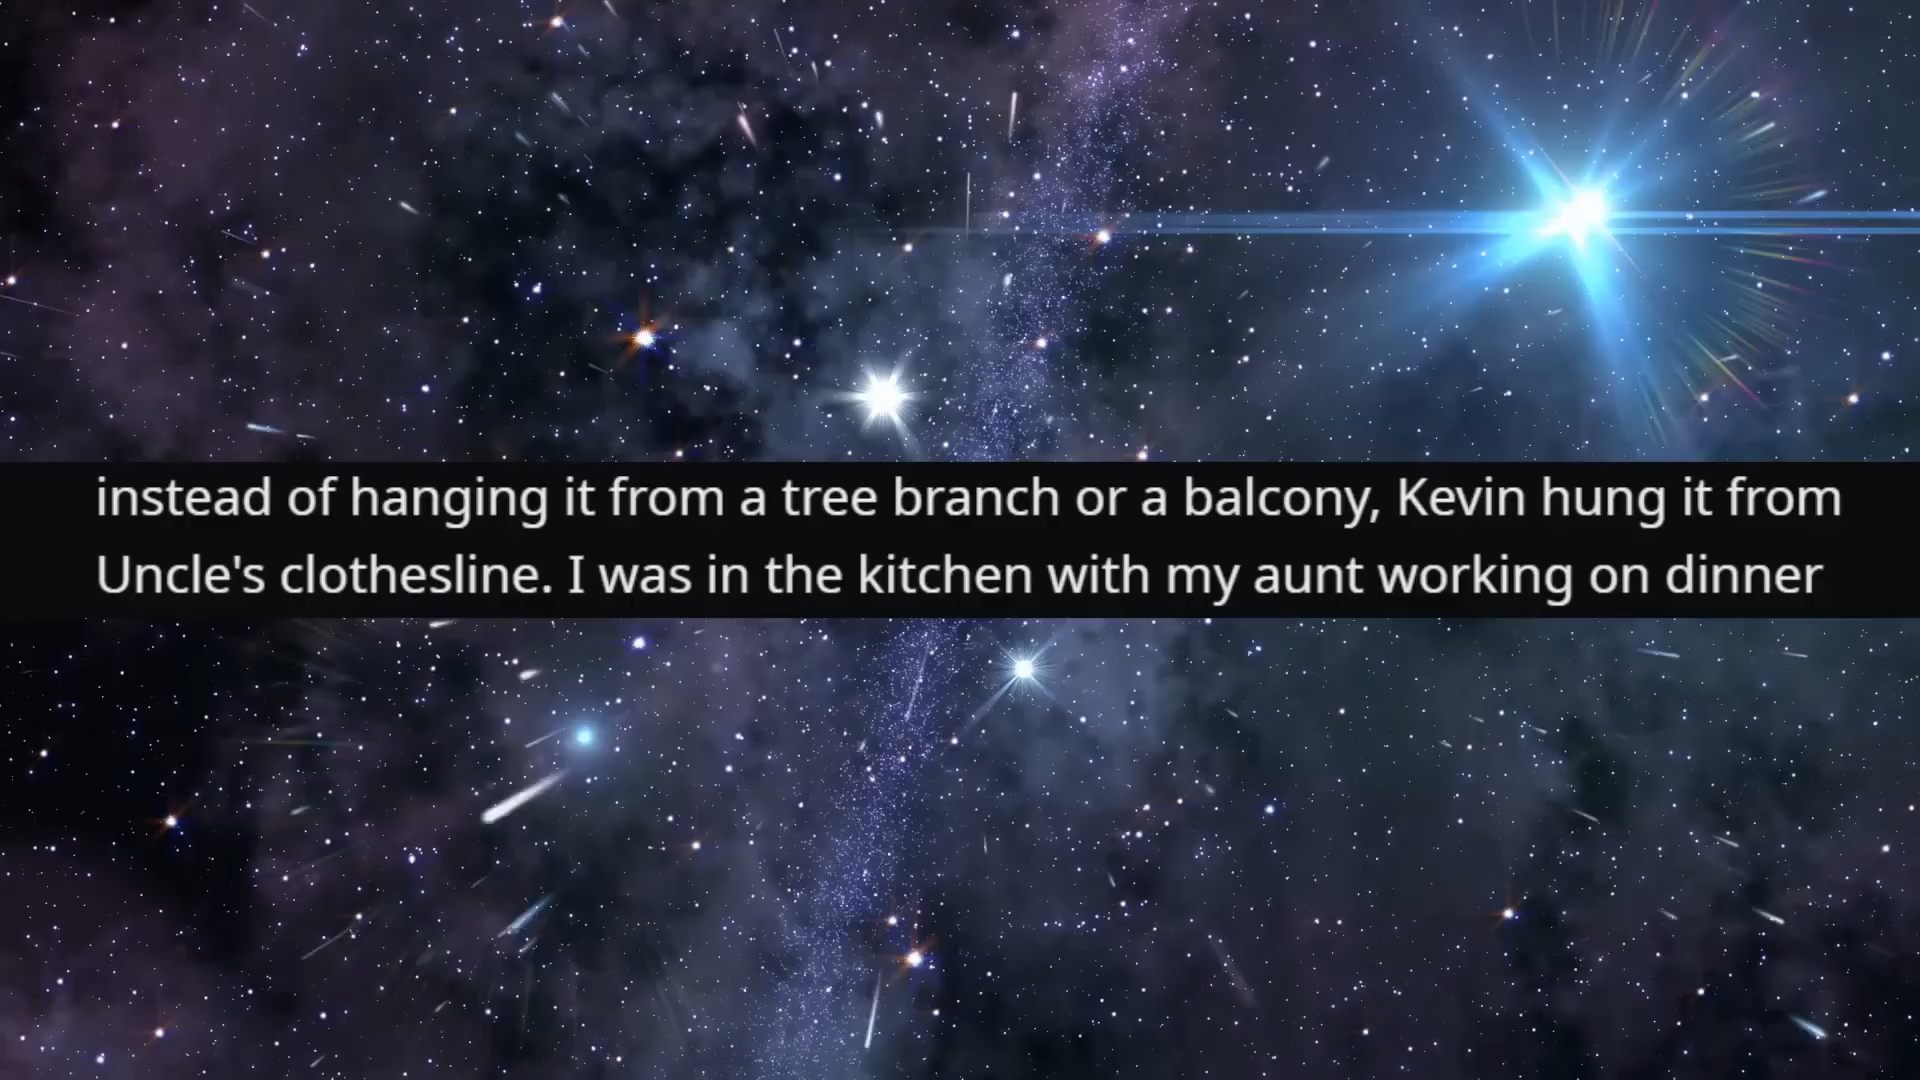 instead of hanging it from a tree branch or a balcony, Kevin hung it from
Uncle's clothesline. I was in the kitchen with my aunt working on dinner